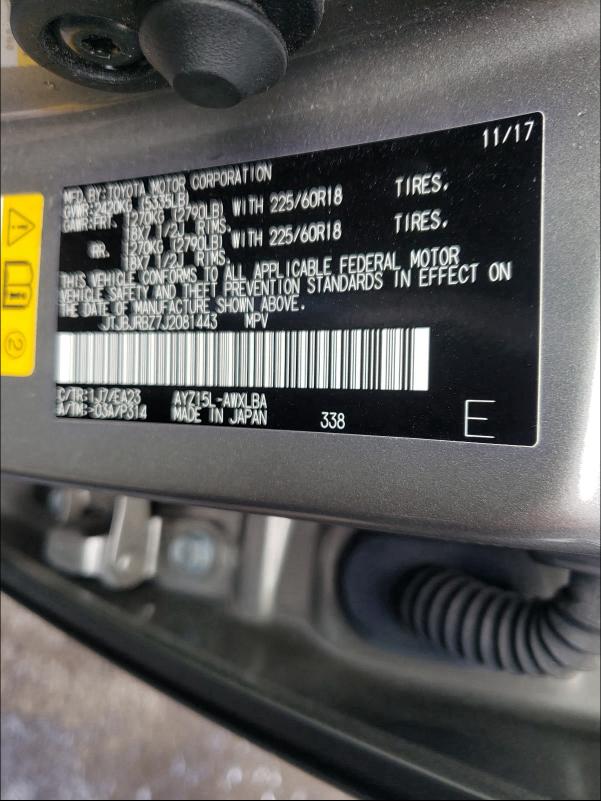 11/17
MFD.BY:TOYOTA MOTOR CORPORATION
GVWR:2420KG (5335LB)
GAWR:FR. 1270KG (2790LB) WITH 225/60R18 TIRES,
18X7 1/2J RIMS.
RR. 1270KG (2790LB) WITH 225/60R18 TIRES,
18X7 1/2J RIMS.
THIS VEHICLE CONFORMS TO ALL APPLICABLE FEDERAL MOTOR
VEHICLE SAFETY AND THEFT PREVENTION STANDARDS IN EFFECT ON
THE DATE OF MANUFACTURE SHOWN ABOVE.
JTJBJRBZ7J2081443 MPV
C/TR:1J7/EA23 AYZ15L-AWXLBA
A/TM:-03A/P314 MADE IN JAPAN 338
E
2